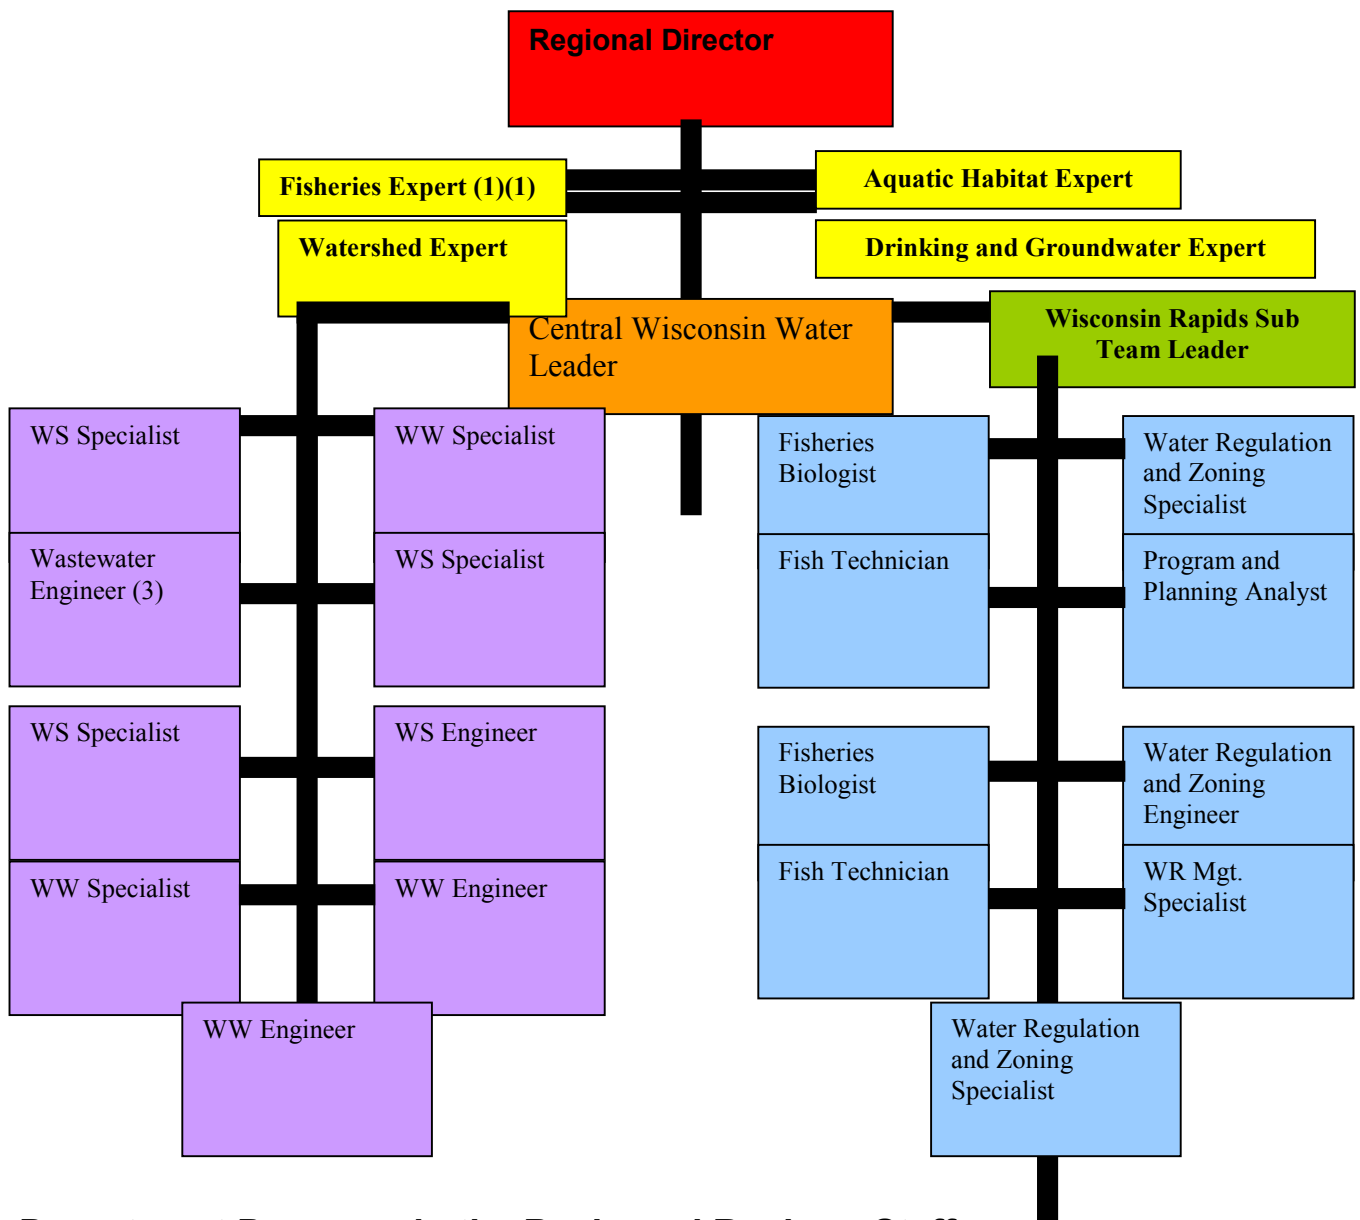 Regional Director
Fisheries Expert (1)(1)
Aquatic Habitat Expert
Watershed Expert
Drinking and Groundwater Expert
Central Wisconsin Water
Leader
Wisconsin Rapids Sub
Team Leader
WS Specialist
WW Specialist
Wastewater
Engineer (3)
WS Specialist
WS Specialist
WS Engineer
WW Specialist
WW Engineer
WW Engineer
Fisheries
Biologist
Water Regulation
and Zoning
Specialist
Fish Technician
Program and
Planning Analyst
Fisheries
Biologist
Water Regulation
and Zoning
Engineer
Fish Technician
WR Mgt.
Specialist
Water Regulation
and Zoning
Specialist